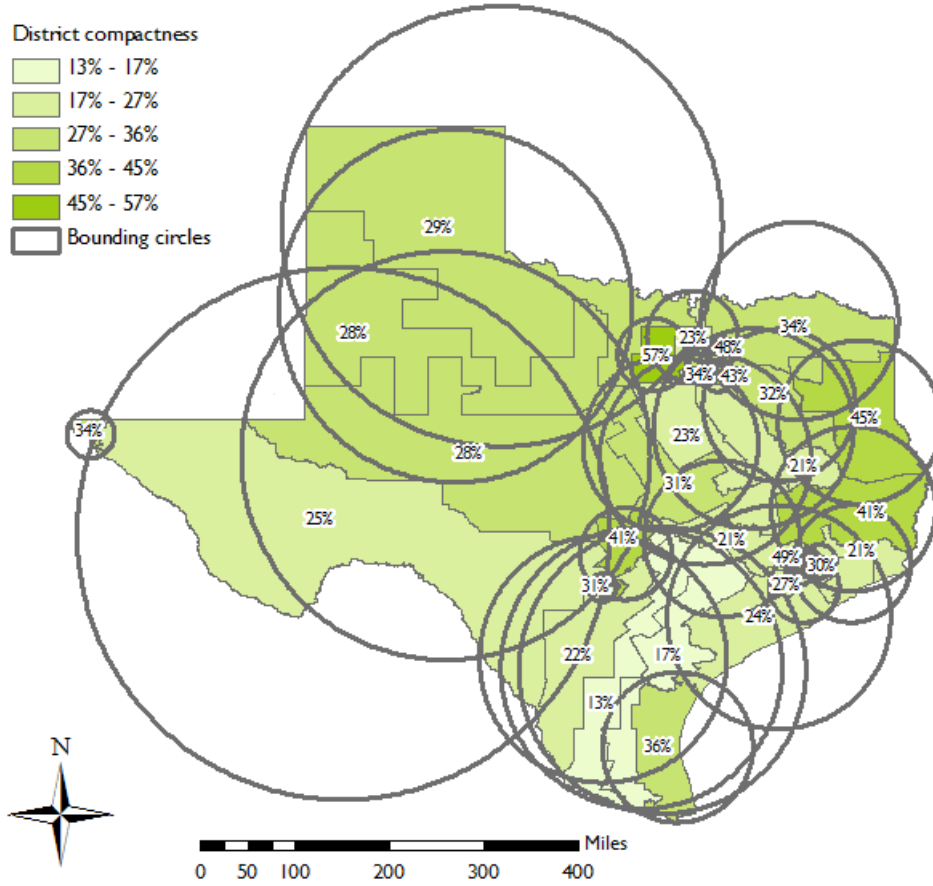 District compactness
13% - 17%
17% - 27%
27% - 36%
36% - 45%
45% - 57%
Bounding circles
29%
28%
34%
23%
48%
57%
34%
43%
32%
34%
45%
23%
28%
21%
31%
25%
41%
41%
21%
49%
30%
21%
31%
27%
24%
22%
17%
13%
36%
N
Miles
0 50 100 200 300 400